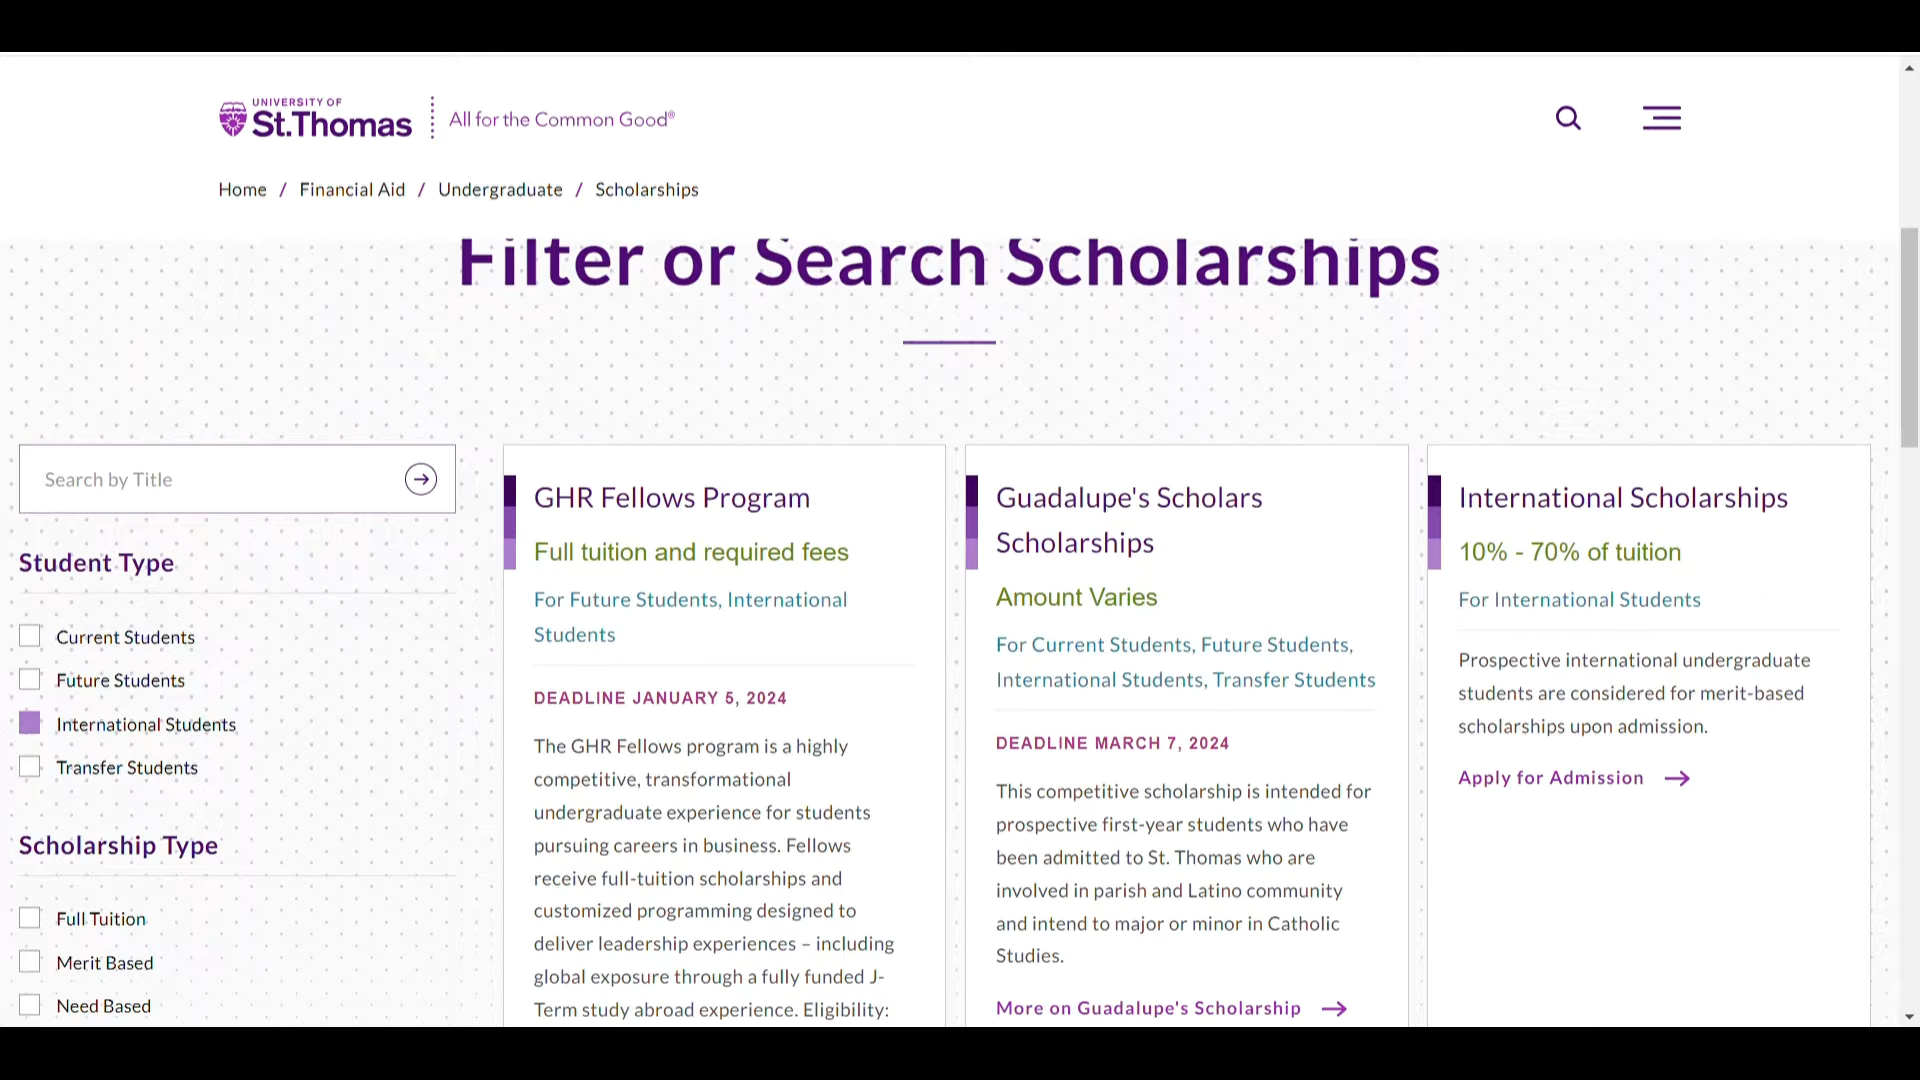 UNIVERSITY OF
St.Thomas
All for the Common Good®
Home / Financial Aid / Undergraduate / Scholarships
Filter or Search Scholarships
Search by Title
Student Type
Current Students
Future Students
International Students
Transfer Students
Scholarship Type
Full Tuition
Merit Based
Need Based
GHR Fellows Program
Full tuition and required fees
For Future Students, International
Students
DEADLINE JANUARY 5, 2024
The GHR Fellows program is a highly
competitive, transformational
undergraduate experience for students
pursuing careers in business. Fellows
receive full-tuition scholarships and
customized programming designed to
deliver leadership experiences – including
global exposure through a fully funded J-
Term study abroad experience. Eligibility:
Guadalupe's Scholars
Scholarships
Amount Varies
For Current Students, Future Students,
International Students, Transfer Students
DEADLINE MARCH 7, 2024
This competitive scholarship is intended for
prospective first-year students who have
been admitted to St. Thomas who are
involved in parish and Latino community
and intend to major or minor in Catholic
Studies.
More on Guadalupe's Scholarship
International Scholarships
10% - 70% of tuition
For International Students
Prospective international undergraduate
students are considered for merit-based
scholarships upon admission.
Apply for Admission